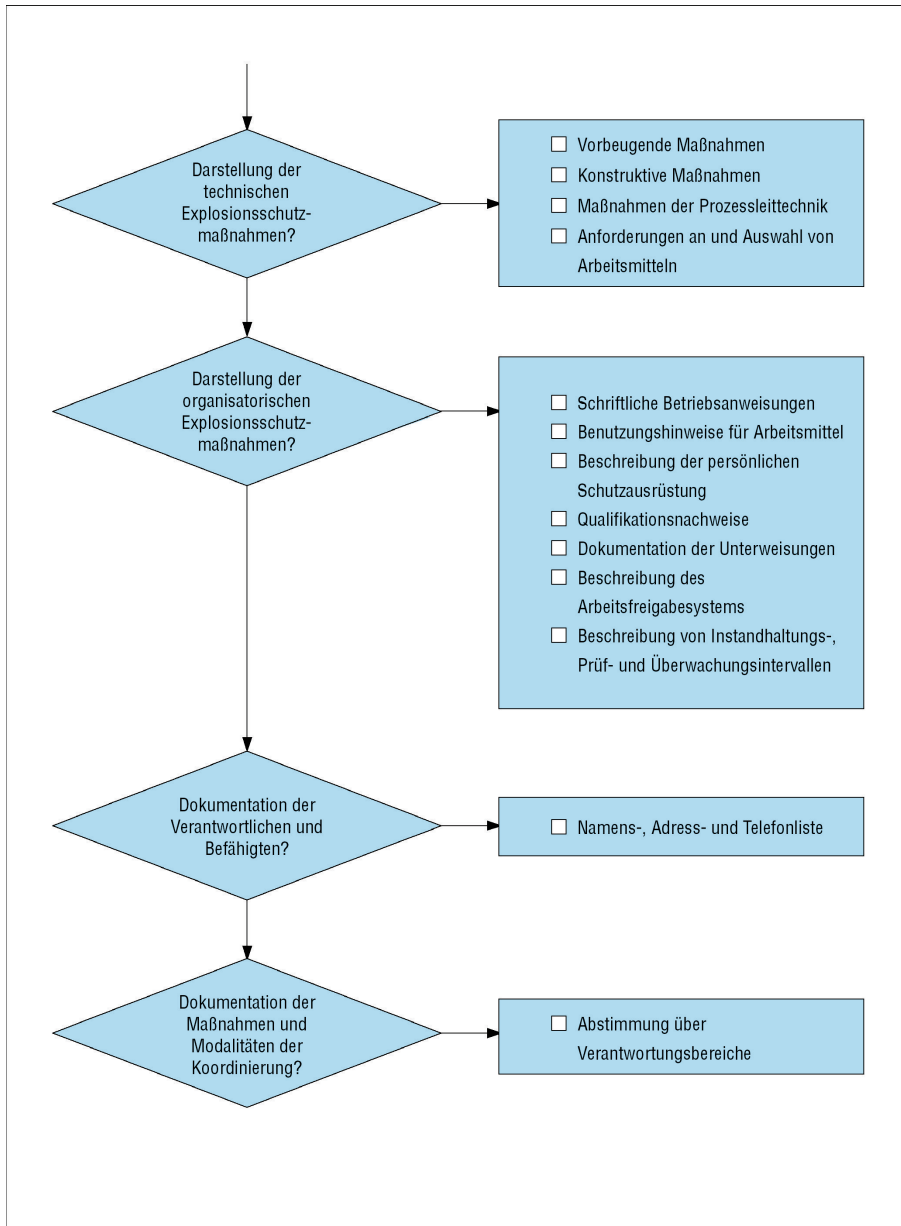 Darstellung der
technischen
Explosionsschutz-
maßnahmen?
Vorbeugende Maßnahmen
Konstruktive Maßnahmen
Maßnahmen der Prozessleittechnik
Anforderungen an und Auswahl von
Arbeitsmitteln
Darstellung der
organisatorischen
Explosionsschutz-
maßnahmen?
Schriftliche Betriebsanweisungen
Benutzungshinweise für Arbeitsmittel
Beschreibung der persönlichen
Schutzausrüstung
Qualifikationsnachweise
Dokumentation der Unterweisungen
Beschreibung des
Arbeitsfreigabesystems
Beschreibung von Instandhaltungs-,
Prüf- und Überwachungsintervallen
Dokumentation der
Verantwortlichen und
Befähigten?
Namens-, Adress- und Telefonliste
Dokumentation der
Maßnahmen und
Modalitäten der
Koordinierung?
Abstimmung über
Verantwortungsbereiche